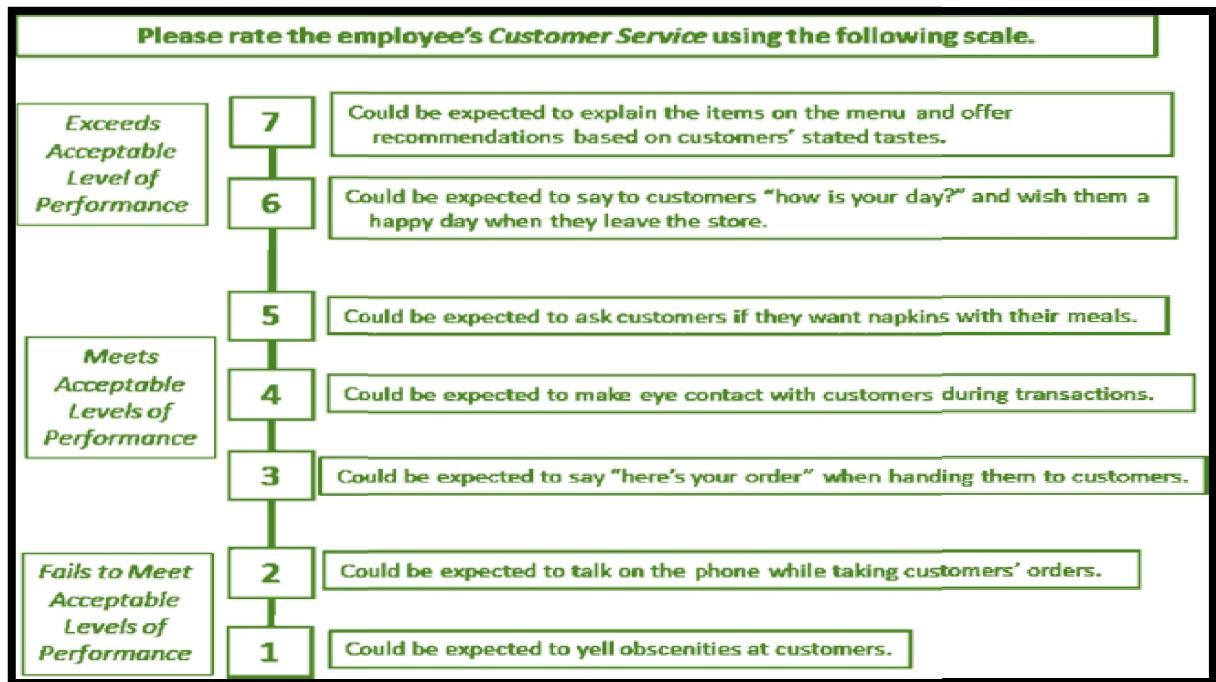 Please rate the employee's Customer Service using the following scale.
Exceeds
Acceptable
Level of
Performance
7
Could be expected to explain the items on the menu and offer
recommendations based on customers' stated tastes.
6
Could be expected to say to customers "how is your day?" and wish them a
happy day when they leave the store.
Meets
Acceptable
Levels of
Performance
5
Could be expected to ask customers if they want napkins with their meals.
4
Could be expected to make eye contact with customers during transactions.
3
Could be expected to say "here's your order" when handing them to customers.
Fails to Meet
Acceptable
Levels of
Performance
2
Could be expected to talk on the phone while taking customers' orders.
1
Could be expected to yell obscenities at customers.